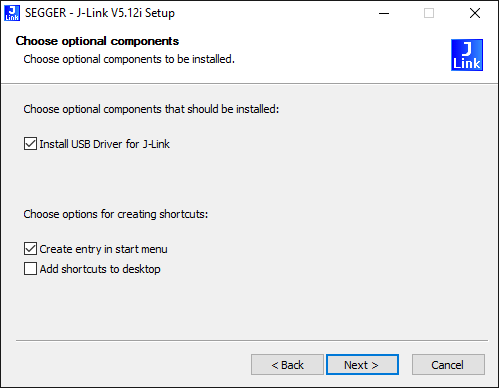 J
Link
SEGGER - J-Link V5.12i Setup
Choose optional components
Choose optional components to be installed.
J
Link
Choose optional components that should be installed:
Install USB Driver for J-Link
Choose options for creating shortcuts:
Create entry in start menu
Add shortcuts to desktop
< Back
Next >
Cancel